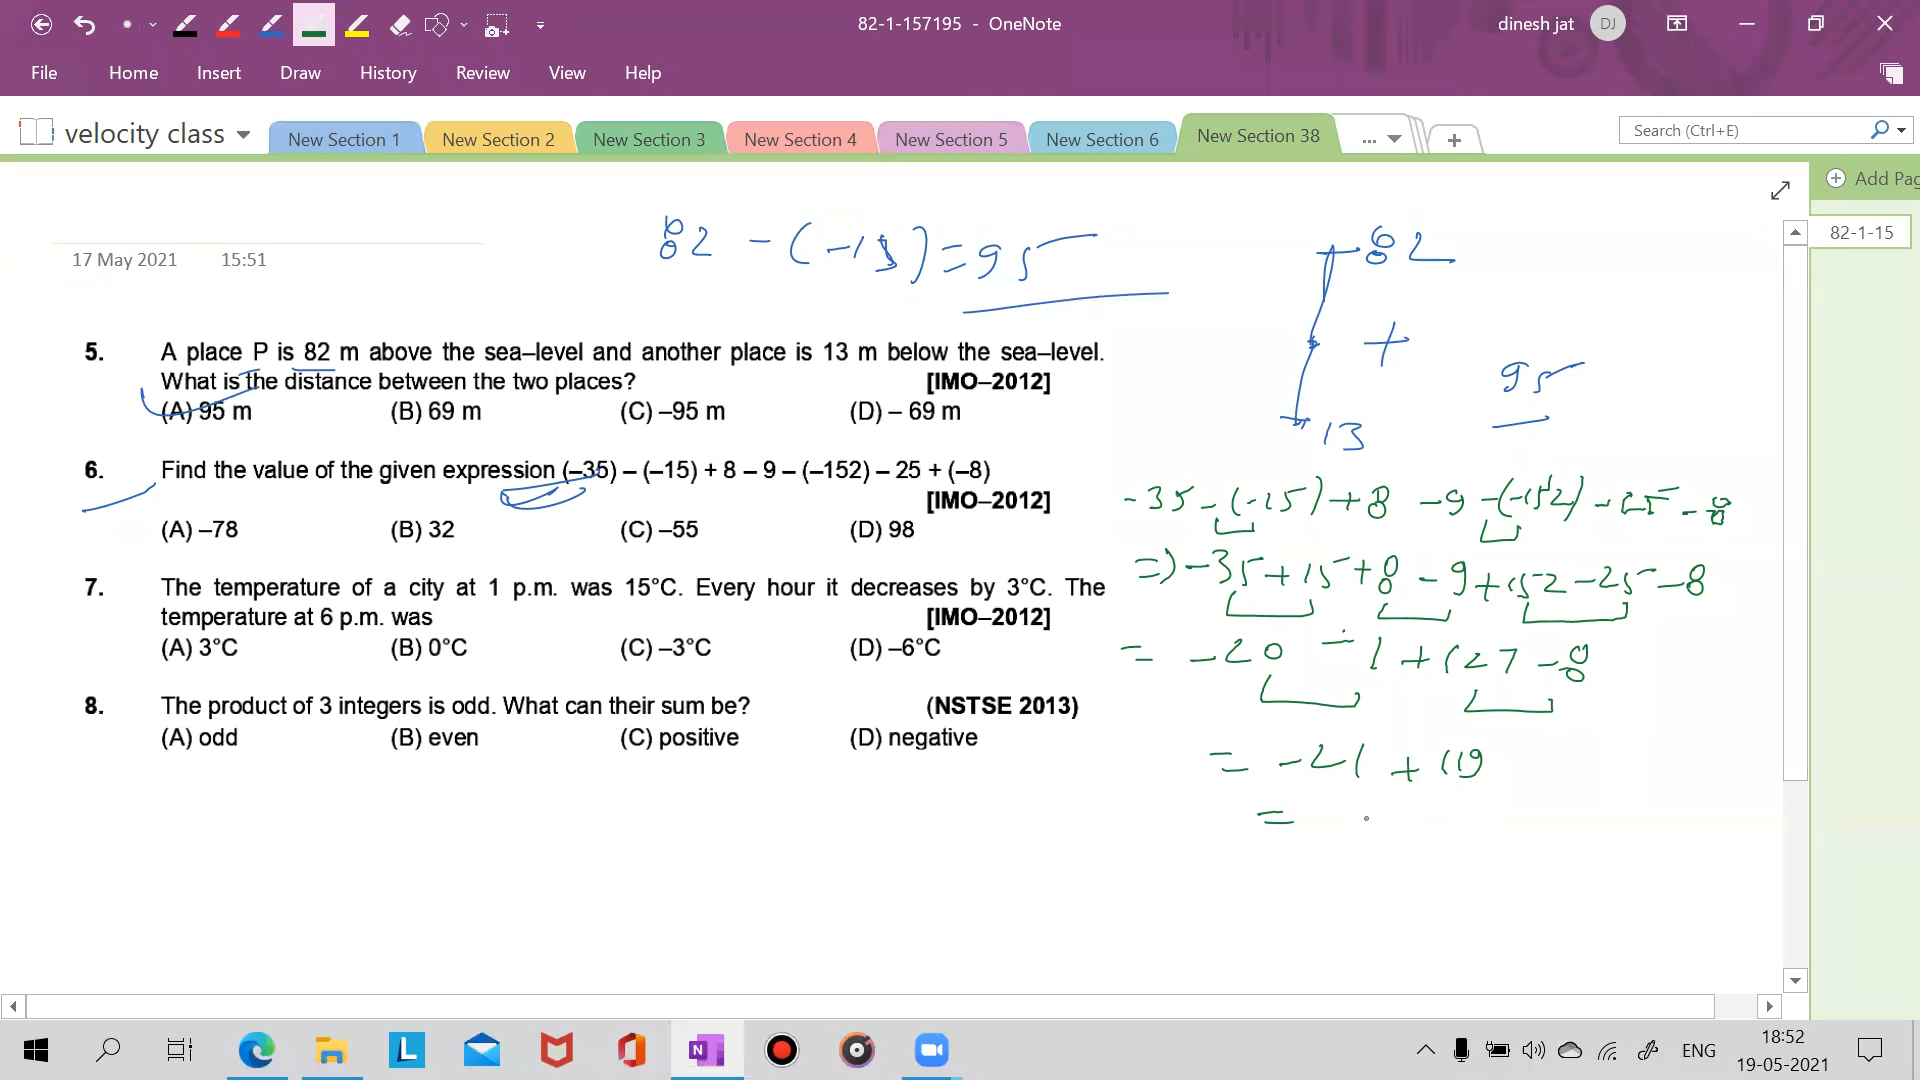 82-1-157195 - OneNote
dinesh jat
DJ
File Home Insert Draw History Review View Help
velocity class
New Section 1
New Section 2
New Section 3
New Section 4
New Section 5
New Section 6
New Section 38
...
Search (Ctrl+E)
Add Pag
82-1-15
17 May 2021 15:51
82 - (-13) = 95
82
+
95
13
5. A place P is 82 m above the sea–level and another place is 13 m below the sea–level.
What is the distance between the two places? [IMO–2012]
(A) 95 m (B) 69 m (C) –95 m (D) – 69 m
6. Find the value of the given expression (–35) – (–15) + 8 – 9 – (–152) – 25 + (–8)
[IMO–2012]
(A) –78 (B) 32 (C) –55 (D) 98
7. The temperature of a city at 1 p.m. was 15°C. Every hour it decreases by 3°C. The
temperature at 6 p.m. was [IMO–2012]
(A) 3°C (B) 0°C (C) –3°C (D) –6°C
8. The product of 3 integers is odd. What can their sum be? (NSTSE 2013)
(A) odd (B) even (C) positive (D) negative
-35 -(-15) +8 -9 -(-152) -25 -8
=) -35 +15 +8 -9 +152 -25 -8
= -20 -1 +127 -8
= -21 + 119
=
ENG
18:52
19-05-2021